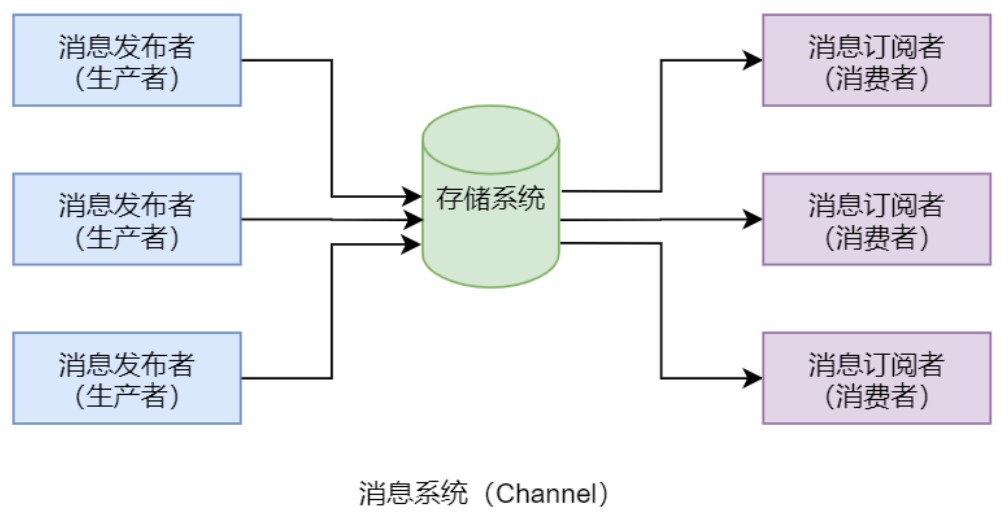 消息发布者
（生产者）
消息发布者
（生产者）
消息发布者
（生产者）
存储系统
消息订阅者
（消费者）
消息订阅者
（消费者）
消息订阅者
（消费者）
消息系统（Channel）